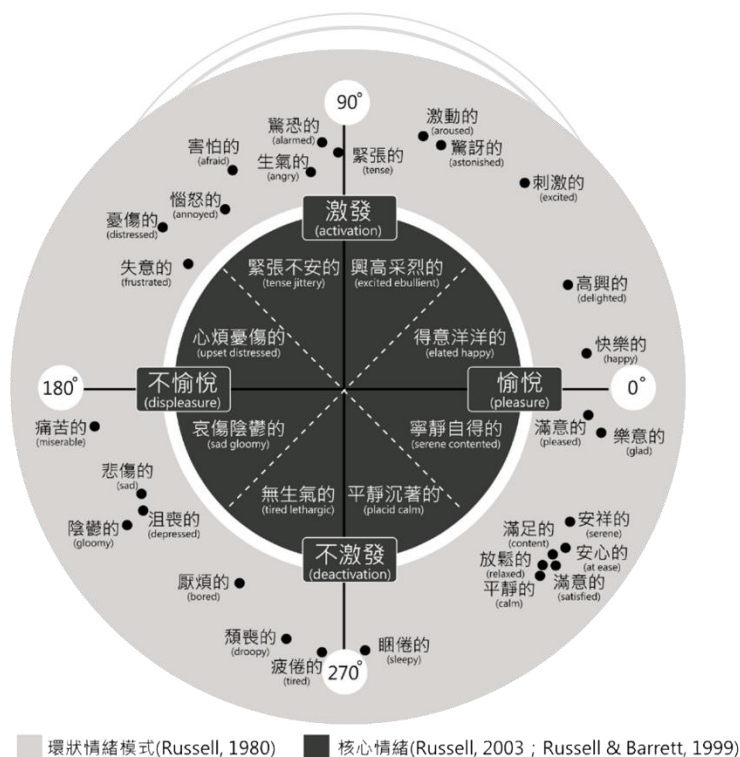 90°
激動的
(aroused)
驚訝的
(astonished)
驚恐的
(alarmed)
緊張的
(tense)
生氣的
(angry)
害怕的
(afraid)
刺激的
(excited)
惱怒的
(annoyed)
憂傷的
(distressed)
失意的
(frustrated)
高興的
(delighted)
快樂的
(happy)
激發
(activation)
緊張不安的
(tense jittery)
興高采烈的
(excited ebullient)
心煩憂傷的
(upset distressed)
得意洋洋的
(elated happy)
180°
不愉悅
(displeasure)
愉悅
(pleasure)
0°
痛苦的
(miserable)
哀傷陰鬱的
(sad gloomy)
寧靜自得的
(serene contented)
滿意的
(pleased)
樂意的
(glad)
悲傷的
(sad)
沮喪的
(depressed)
陰鬱的
(gloomy)
無生氣的
(tired lethargic)
平靜沉著的
(placid calm)
安祥的
(serene)
滿足的
(content)
安心的
(at ease)
放鬆的
(relaxed)
滿意的
(satisfied)
平靜的
(calm)
不激發
(deactivation)
厭煩的
(bored)
頹喪的
(droopy)
疲倦的
(tired)
270°
睏倦的
(sleepy)
環狀情緒模式(Russell, 1980)
核心情緒(Russell, 2003；Russell & Barrett, 1999)